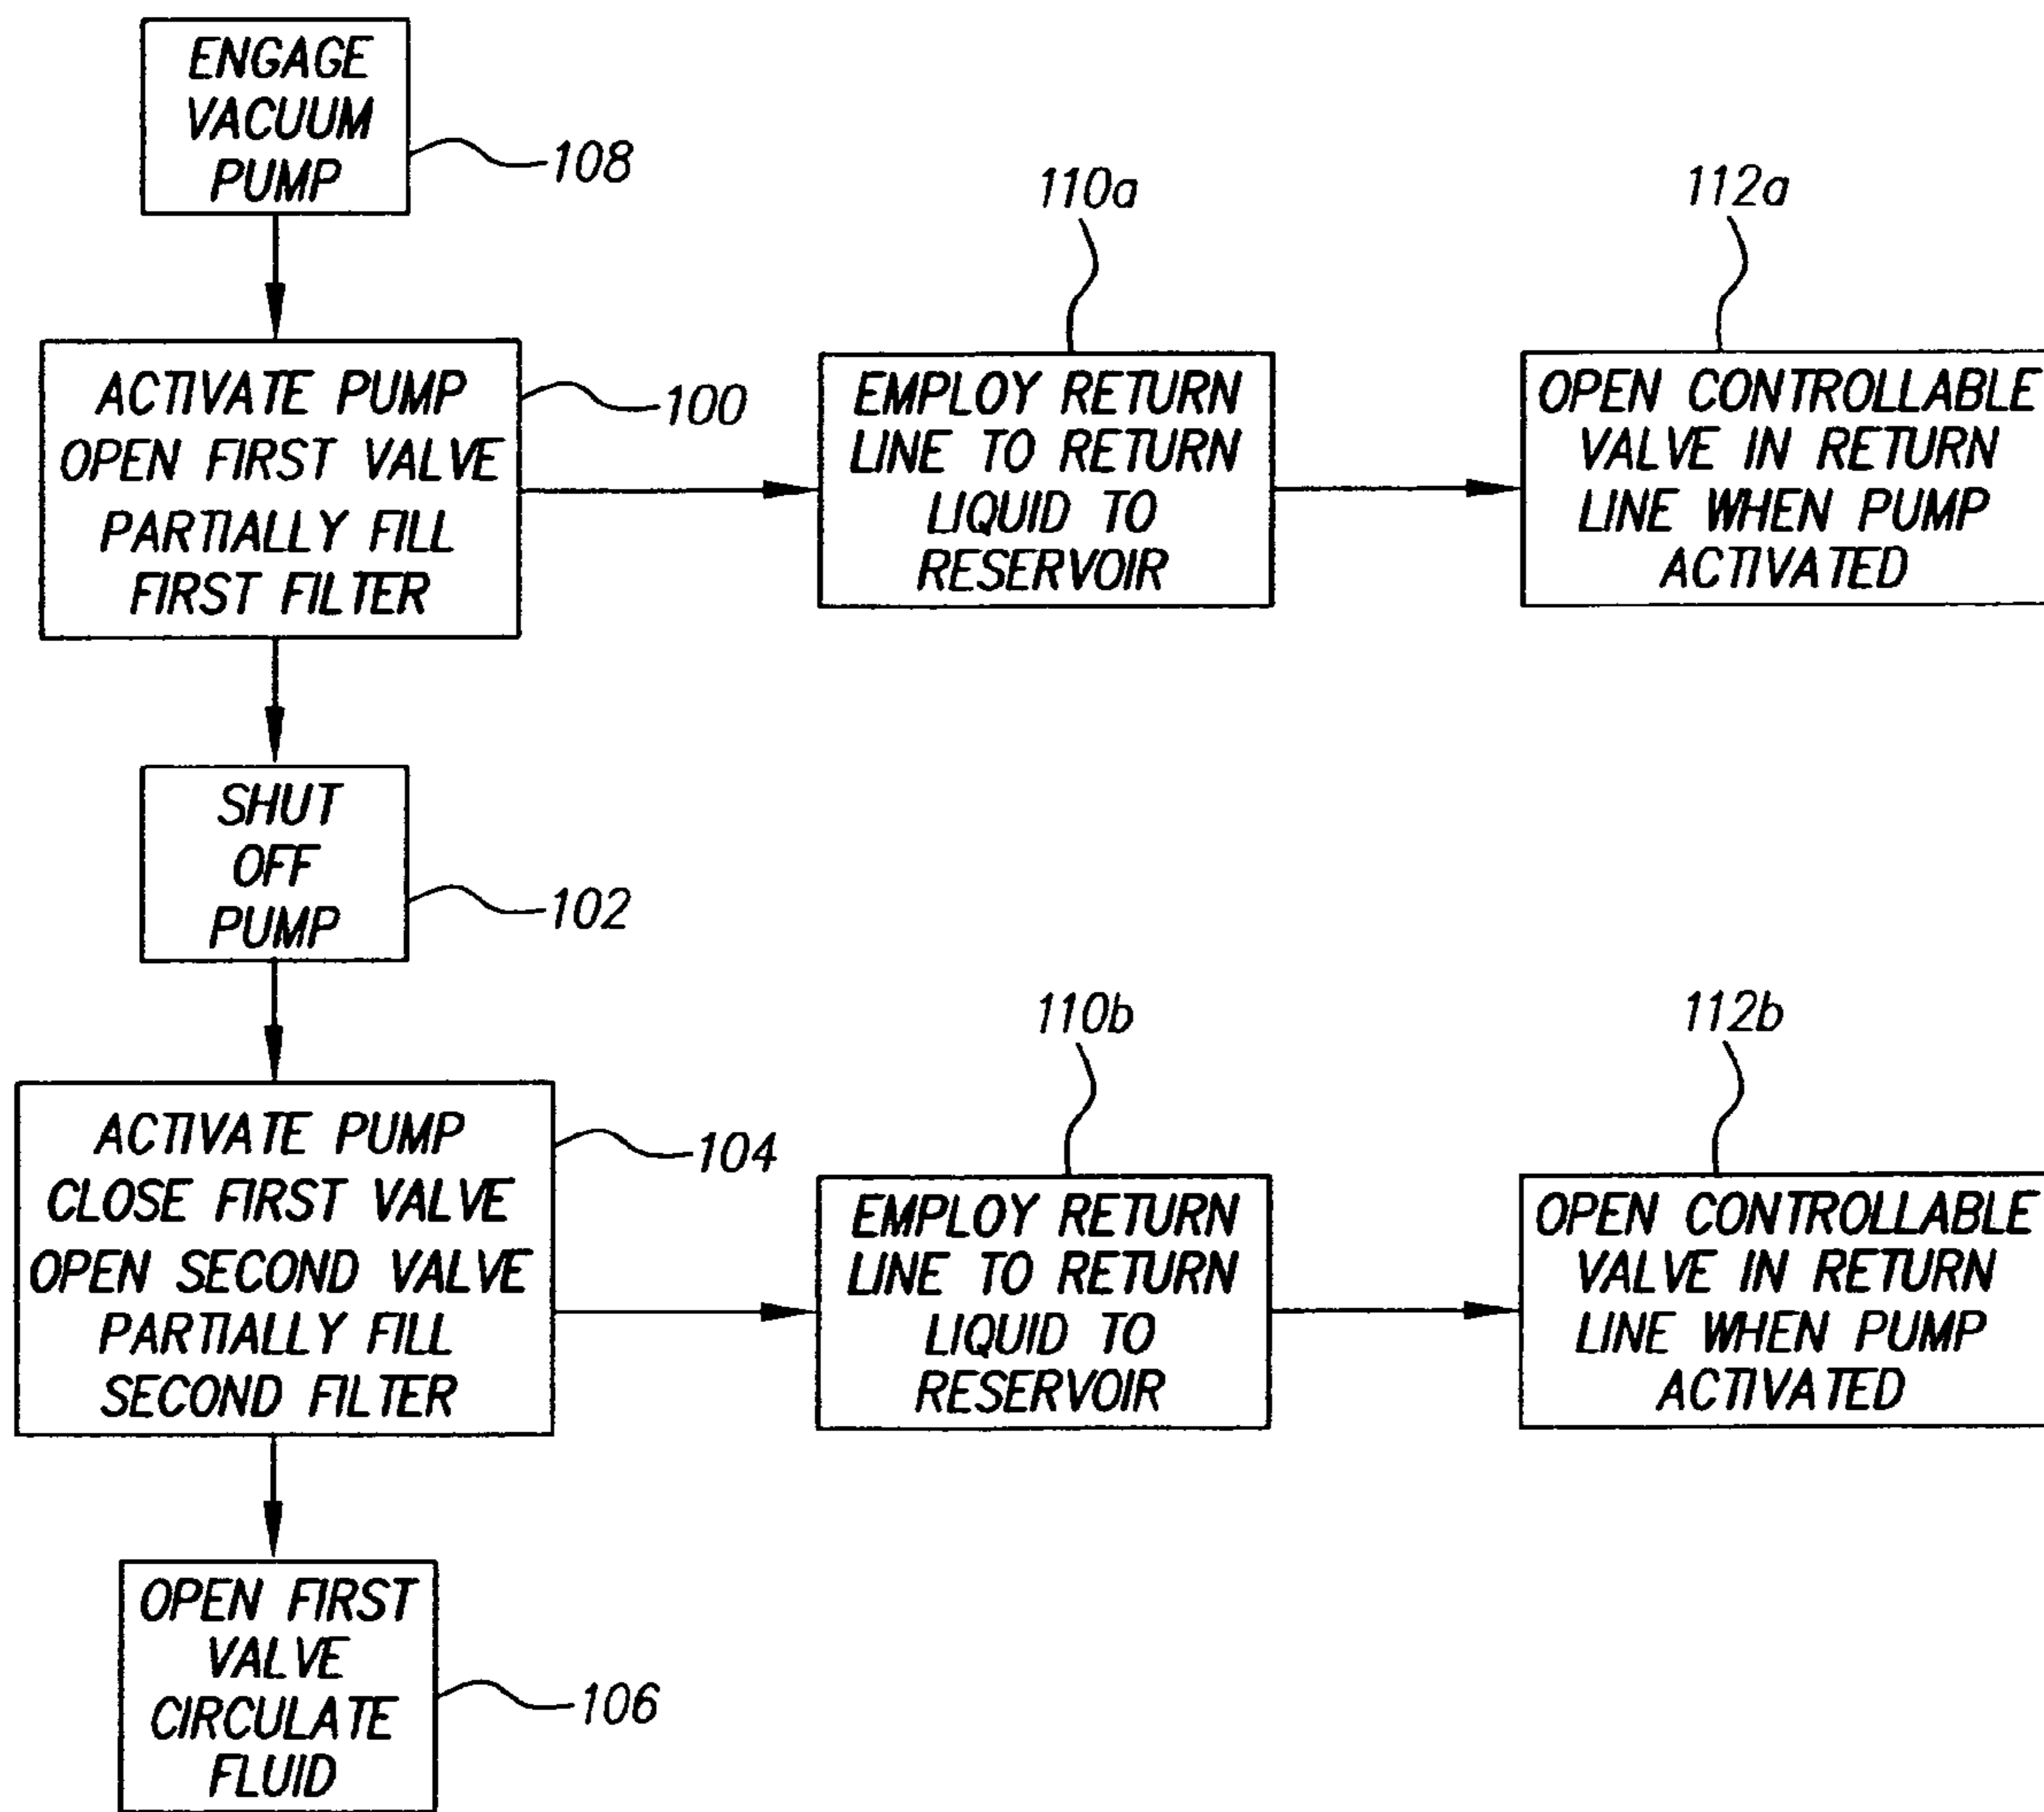 ENGAGE
VACUUM
PUMP
108
ACTIVATE PUMP
OPEN FIRST VALVE
PARTIALLY FILL
FIRST FILTER
100
110a
EMPLOY RETURN
LINE TO RETURN
LIQUID TO
RESERVOIR
112a
OPEN CONTROLLABLE
VALVE IN RETURN
LINE WHEN PUMP
ACTIVATED
SHUT
OFF
PUMP
102
ACTIVATE PUMP
CLOSE FIRST VALVE
OPEN SECOND VALVE
PARTIALLY FILL
SECOND FILTER
104
110b
EMPLOY RETURN
LINE TO RETURN
LIQUID TO
RESERVOIR
112b
OPEN CONTROLLABLE
VALVE IN RETURN
LINE WHEN PUMP
ACTIVATED
OPEN FIRST
VALVE
CIRCULATE
FLUID
106